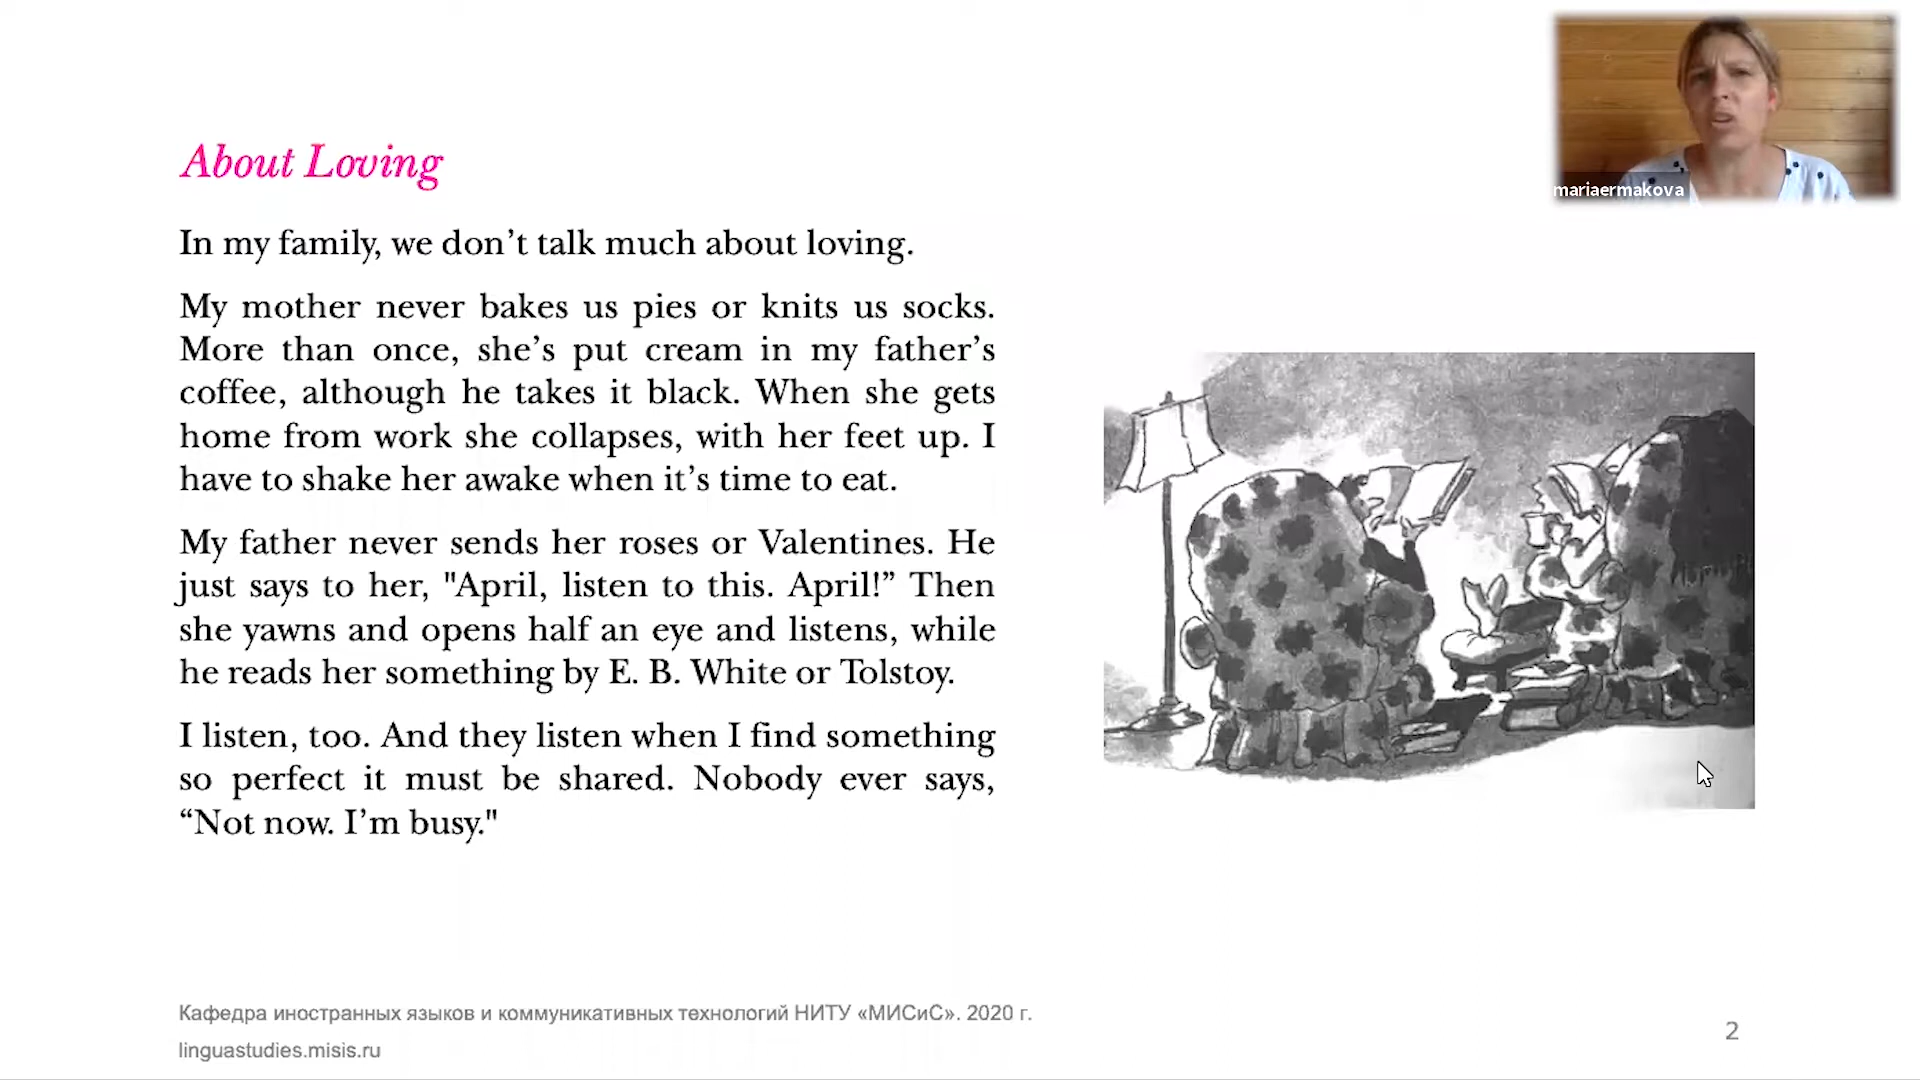 mariaermakova
About Loving
In my family, we don’t talk much about loving.
My mother never bakes us pies or knits us socks.
More than once, she’s put cream in my father’s
coffee, although he takes it black. When she gets
home from work she collapses, with her feet up. I
have to shake her awake when it’s time to eat.
My father never sends her roses or Valentines. He
just says to her, "April, listen to this. April!” Then
she yawns and opens half an eye and listens, while
he reads her something by E. B. White or Tolstoy.
I listen, too. And they listen when I find something
so perfect it must be shared. Nobody ever says,
“Not now. I’m busy."
Кафедра иностранных языков и коммуникативных технологий НИТУ «МИСиС». 2020 г.
linguastudies.misis.ru
2